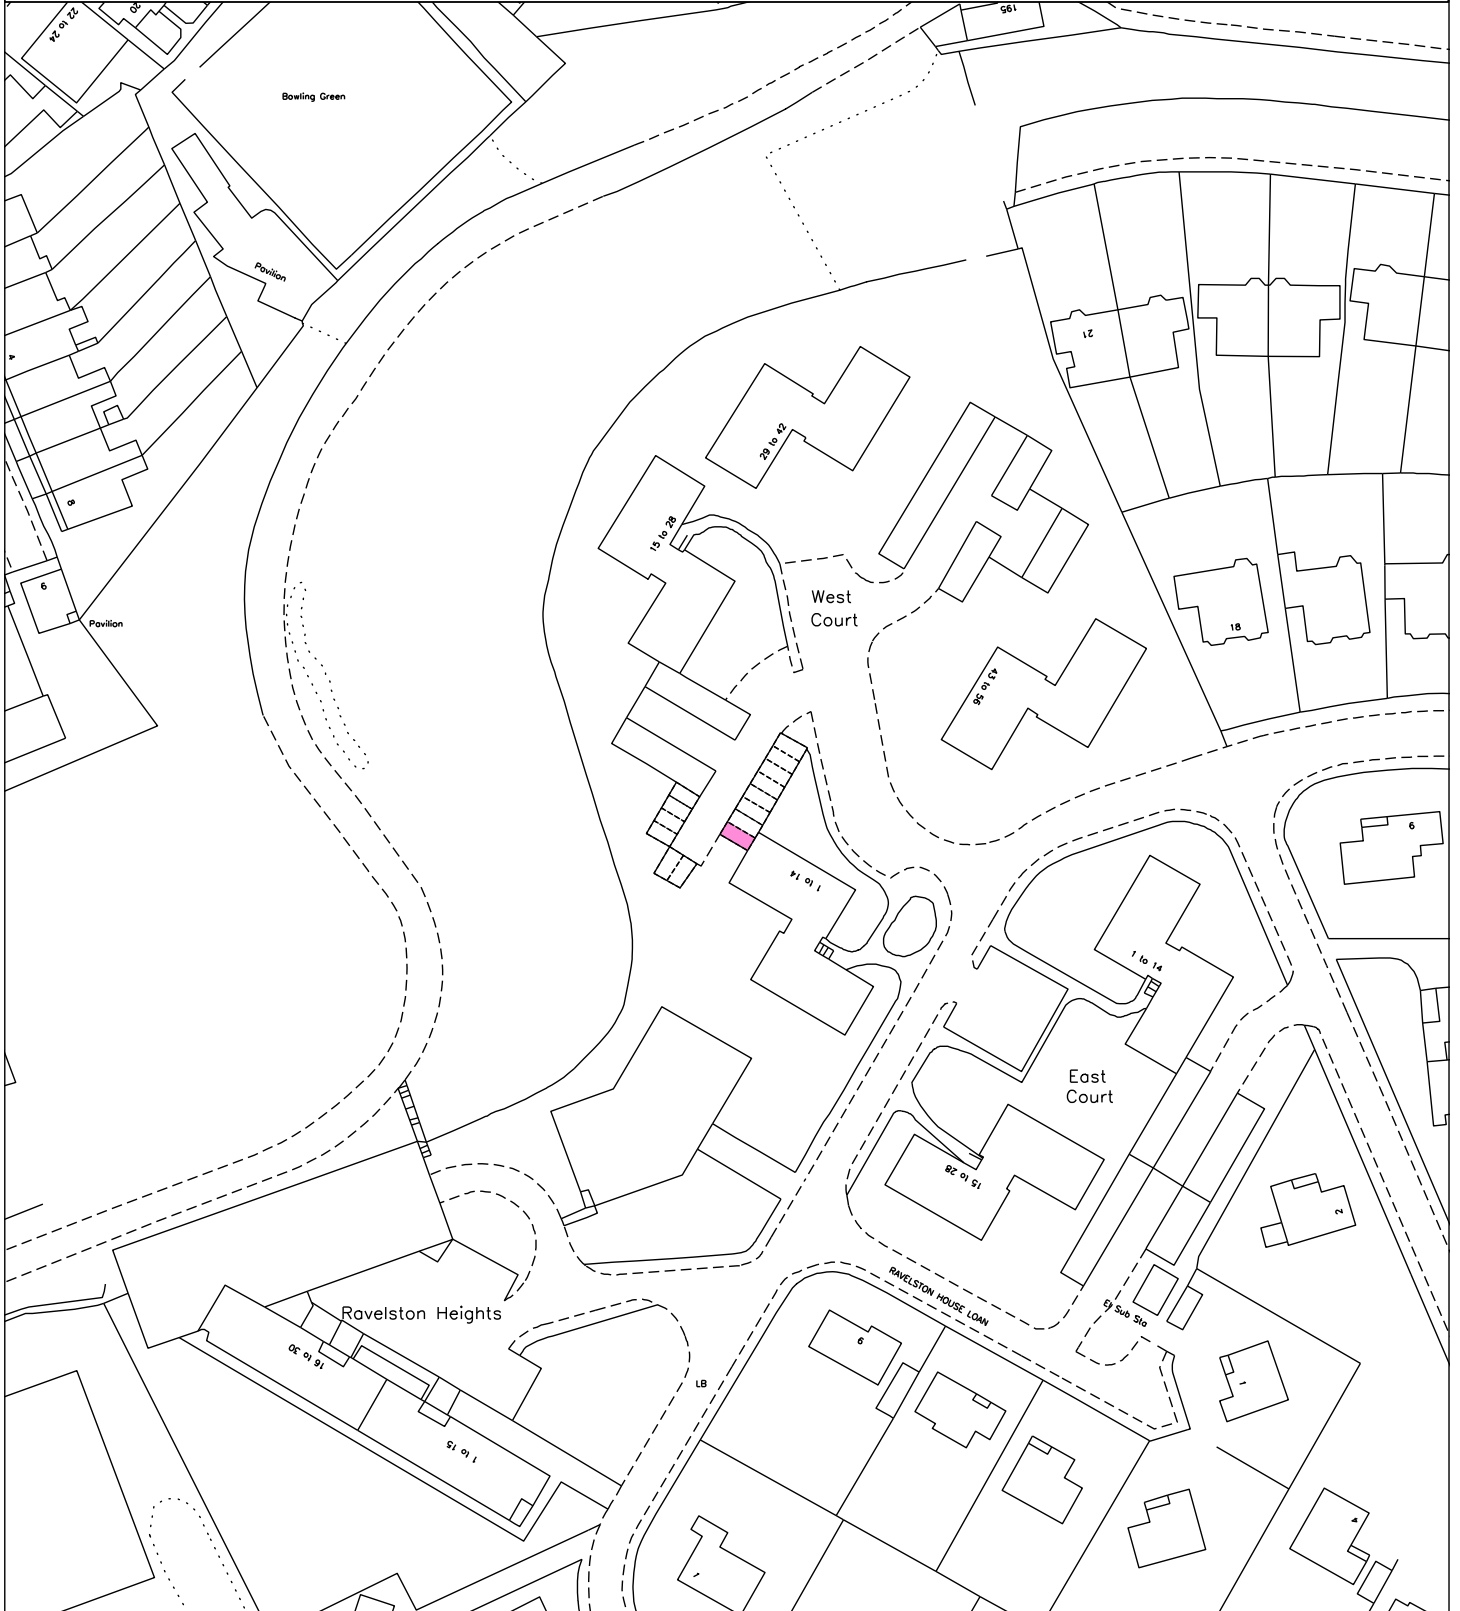 22 to 24
20
195
Bowling Green
Pavilion
21
4
29 to 42
8
15 to 28
West
Court
6
Pavilion
18
43 to 56
9
1 to 14
1 to 14
East
Court
15 to 28
2
RAVELSTON HOUSE LOAN
El Sub Sta
Ravelston Heights
16 to 30
9
LB
1
1 to 15
4